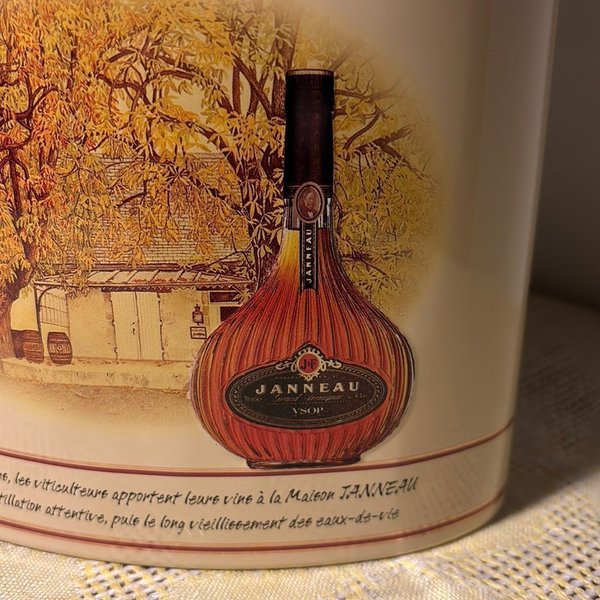 JANNEAU
J&F
JANNEAU
Grand Armagnac
VSOP
les viticulteurs apportent leurs vins à la Maison JANNEAU
attentive, puis le long vieillissement des eaux-de-vie